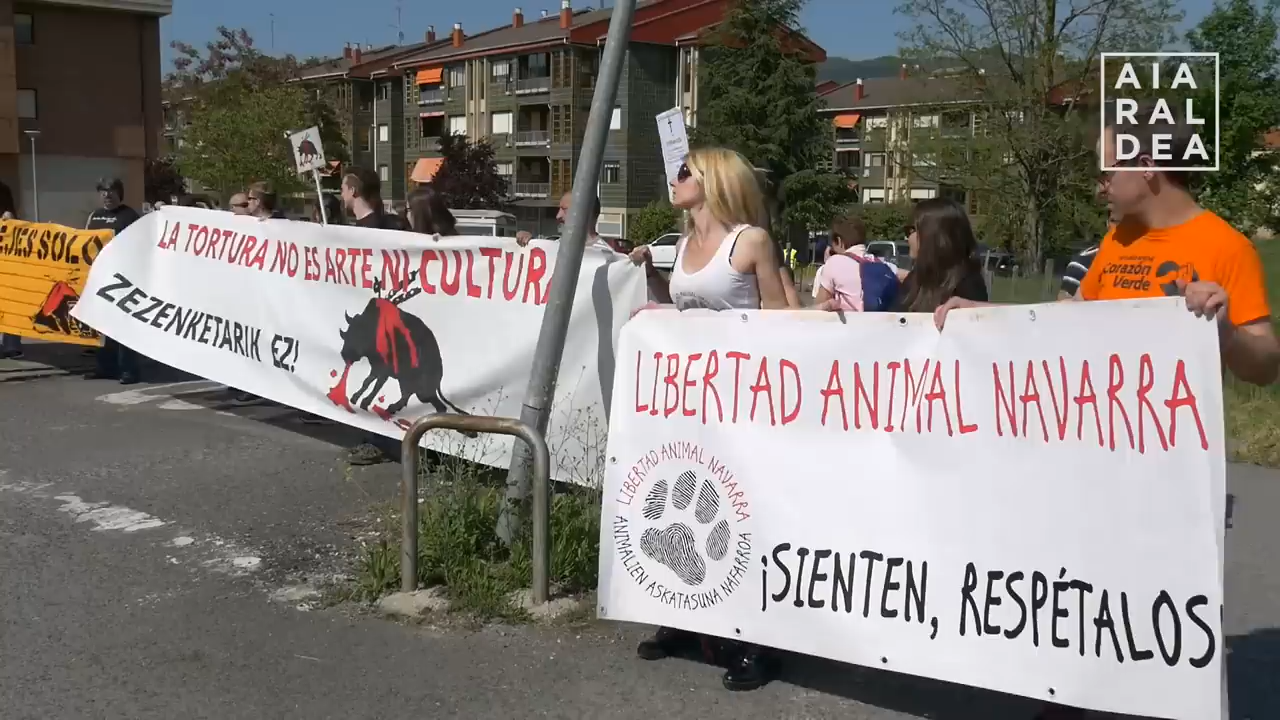 AIA
RAL
DEA
EJES SOLO
LA TORTURA NO ES ARTE NI CULTURA
ZEZENKETARIK EZ!
Corazón
Verde
LIBERTAD ANIMAL NAVARRA
LIBERTAD ANIMAL NAVARRA
ANIMALIEN ASKATASUNA NAFARROA
¡SIENTEN, RESPÉTALOS